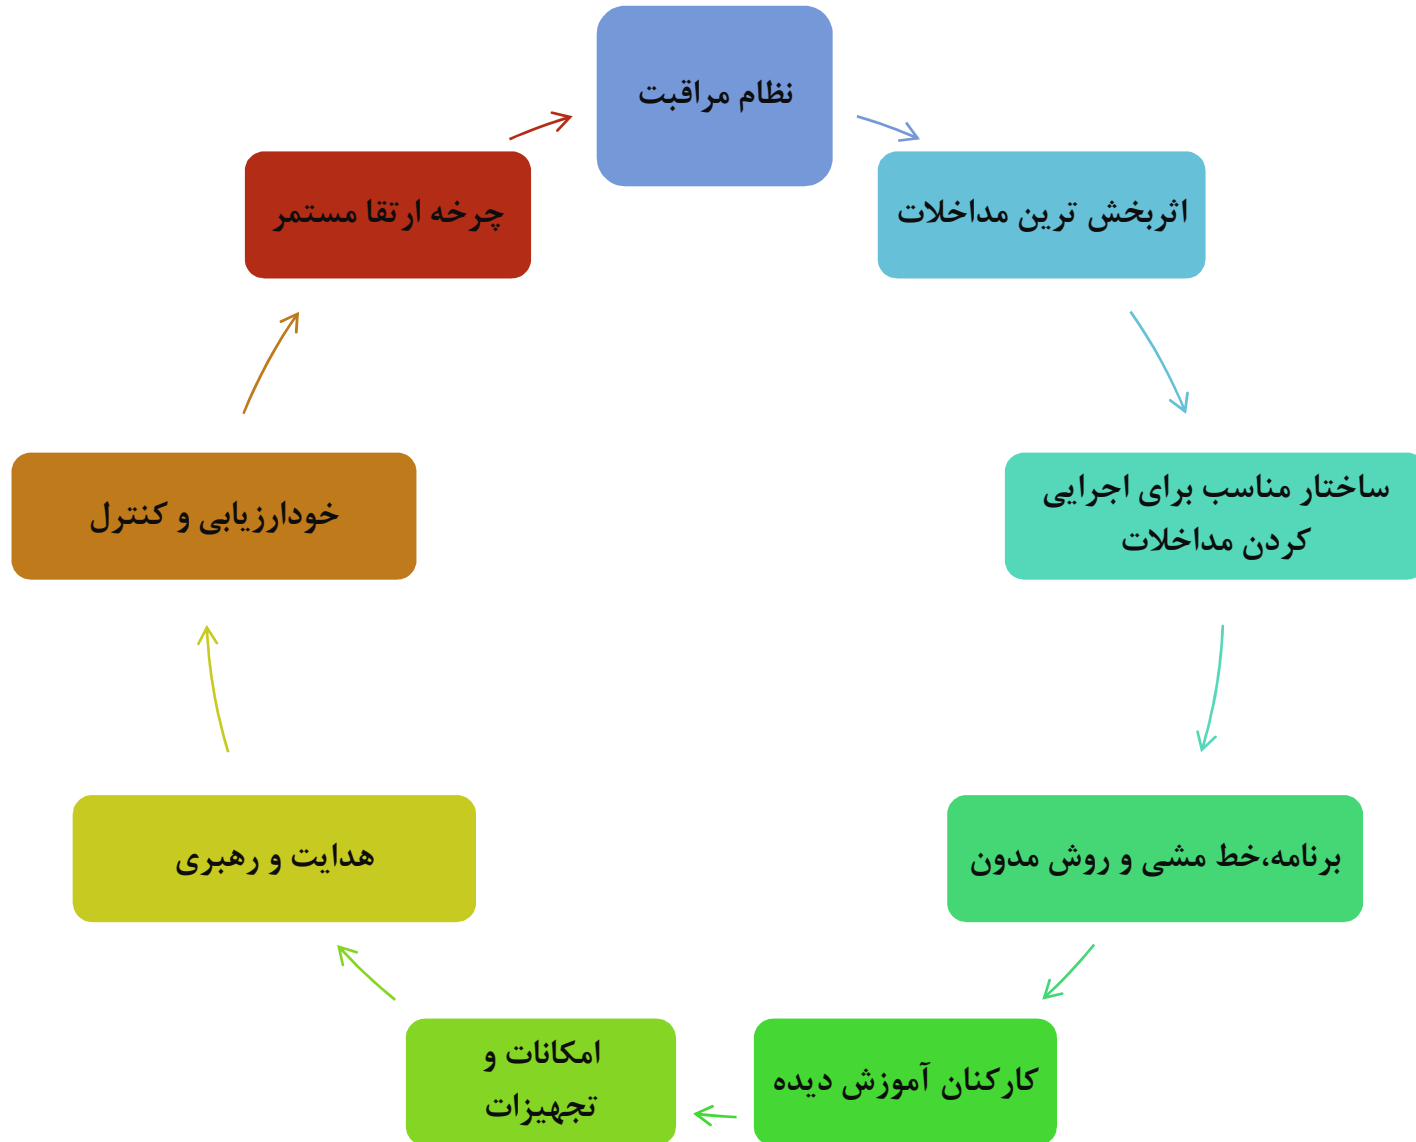 نظام مراقبت
اثربخش ترین مداخلات
ساختار مناسب برای اجرایی
کردن مداخلات
برنامه،خط مشی و روش مدون
کارکنان آموزش دیده
امکانات و
تجهیزات
هدایت و رهبری
خودارزیابی و کنترل
چرخه ارتقا مستمر